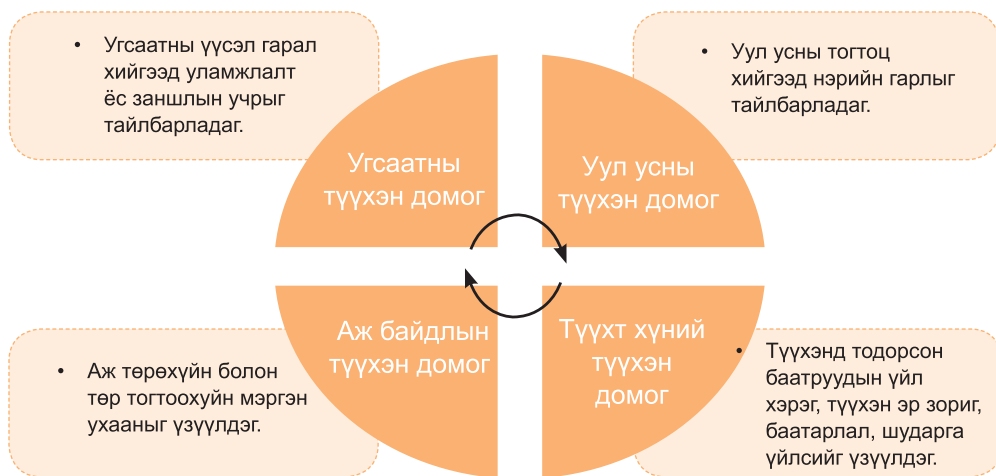 • Угсаатны үүсэл гарал
хийгээд уламжлалт
ёс заншлын учрыг
тайлбарладаг.
• Уул усны тогтоц
хийгээд нэрийн гарлыг
тайлбарладаг.
Угсаатны
түүхэн домог
Уул усны
түүхэн домог
Аж байдлын
түүхэн домог
Түүхт хүний
түүхэн
домог
• Аж төрөхүйн болон
төр тогтоохуйн мэргэн
ухааныг үзүүлдэг.
• Түүхэнд тодорсон
баатруудын үйл
хэрэг, түүхэн эр зориг,
баатарлал, шударга
үйлсийг үзүүлдэг.